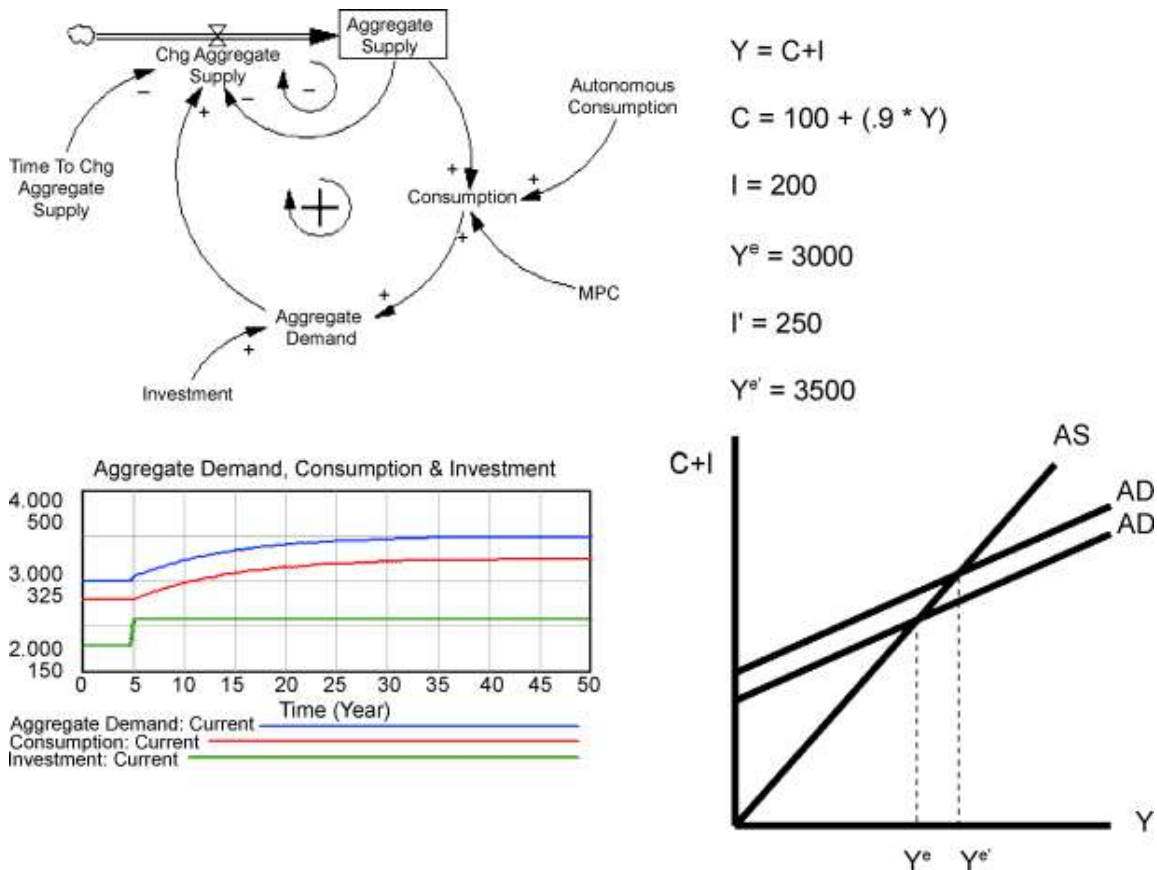 Aggregate
Supply
Chg Aggregate
Supply
−
−
−
+
Autonomous
Consumption
Time To Chg
Aggregate
Supply
+
+
+
Consumption
+
MPC
+
Aggregate
Demand
+
Investment
Y = C+I
C = 100 + (.9 * Y)
I = 200
Yᵉ = 3000
I' = 250
Yᵉ' = 3500
Aggregate Demand, Consumption & Investment
4.000
500
3.000
325
2.000
150
0 5 10 15 20 25 30 35 40 45 50
Time (Year)
Aggregate Demand: Current
Consumption: Current
Investment: Current
C+I
AS
AD
AD
Y
Yᵉ Yᵉ'